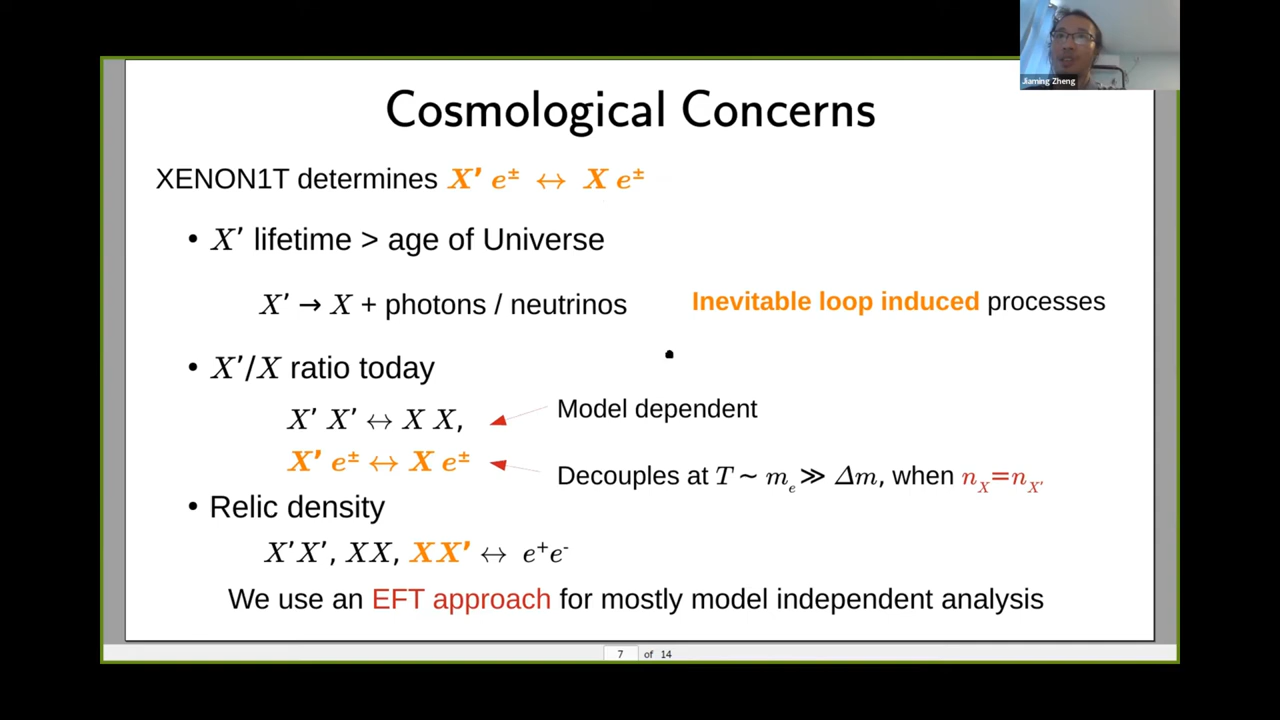 Jiaming Zheng
Cosmological Concerns
XENON1T determines X' e± ↔ X e±
• X' lifetime > age of Universe
X' → X + photons / neutrinos
Inevitable loop induced processes
• X'/X ratio today
X' X' ↔ X X,
Model dependent
X' e± ↔ X e±
Decouples at T ~ mₑ ≫ Δm, when n_X=n_X'
• Relic density
X'X', XX, XX' ↔ e⁺e⁻
We use an EFT approach for mostly model independent analysis
7 of 14